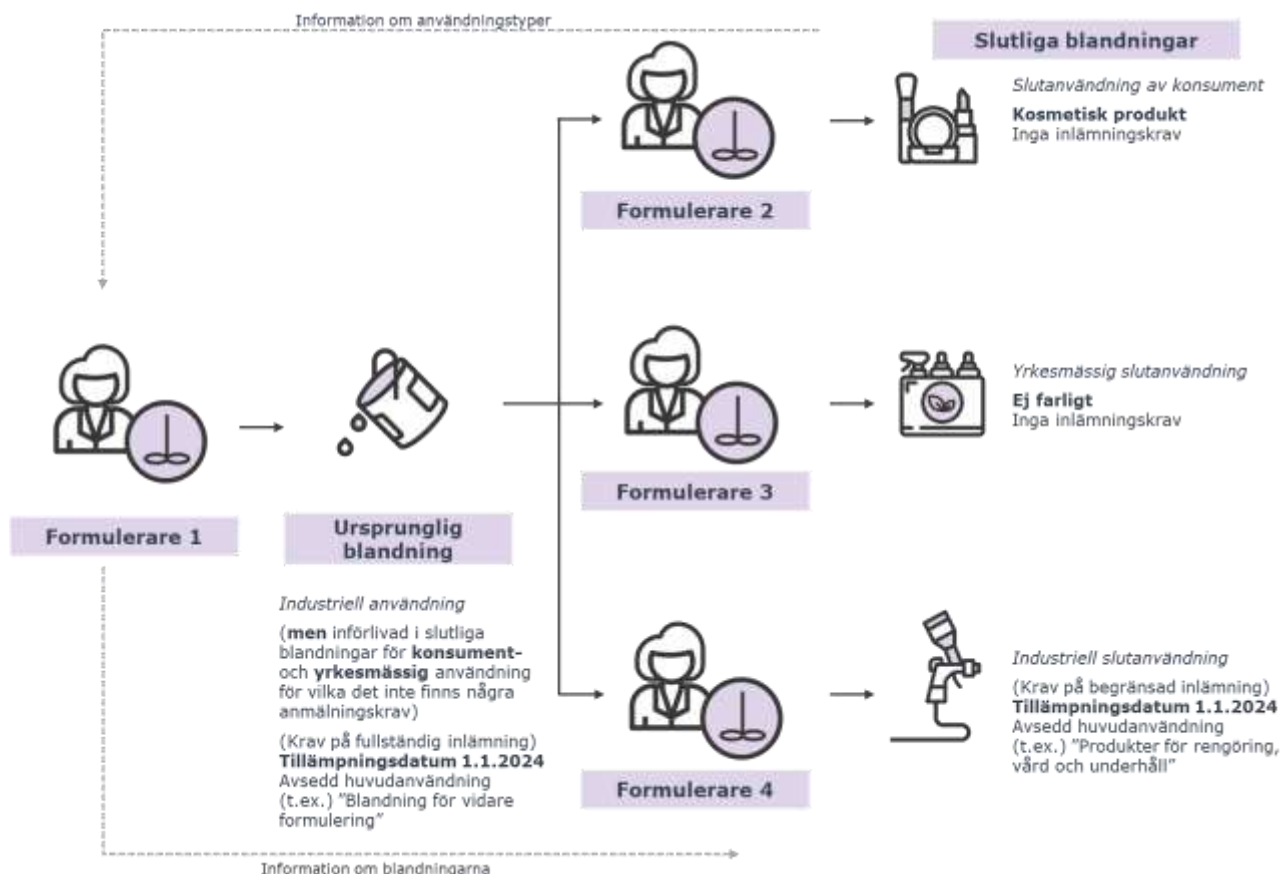 Information om användningstyper
Slutliga blandningar
Slutanvändning av konsument
Kosmetisk produkt
Inga inlämningskrav
Formulerare 2
Yrkesmässig slutanvändning
Ej farligt
Inga inlämningskrav
Formulerare 3
Formulerare 1
Ursprunglig
blandning
Industriell användning
(men införlivad i slutliga
blandningar för konsument-
och yrkesmässig användning
för vilka det inte finns några
anmälningskrav)
(Krav på fullständig inlämning)
Tillämpningsdatum 1.1.2024
Avsedd huvudanvändning
(t.ex.) "Blandning för vidare
formulering"
Formulerare 4
Industriell slutanvändning
(Krav på begränsad inlämning)
Tillämpningsdatum 1.1.2024
Avsedd huvudanvändning
(t.ex.) "Produkter för rengöring,
vård och underhåll"
Information om blandningarna